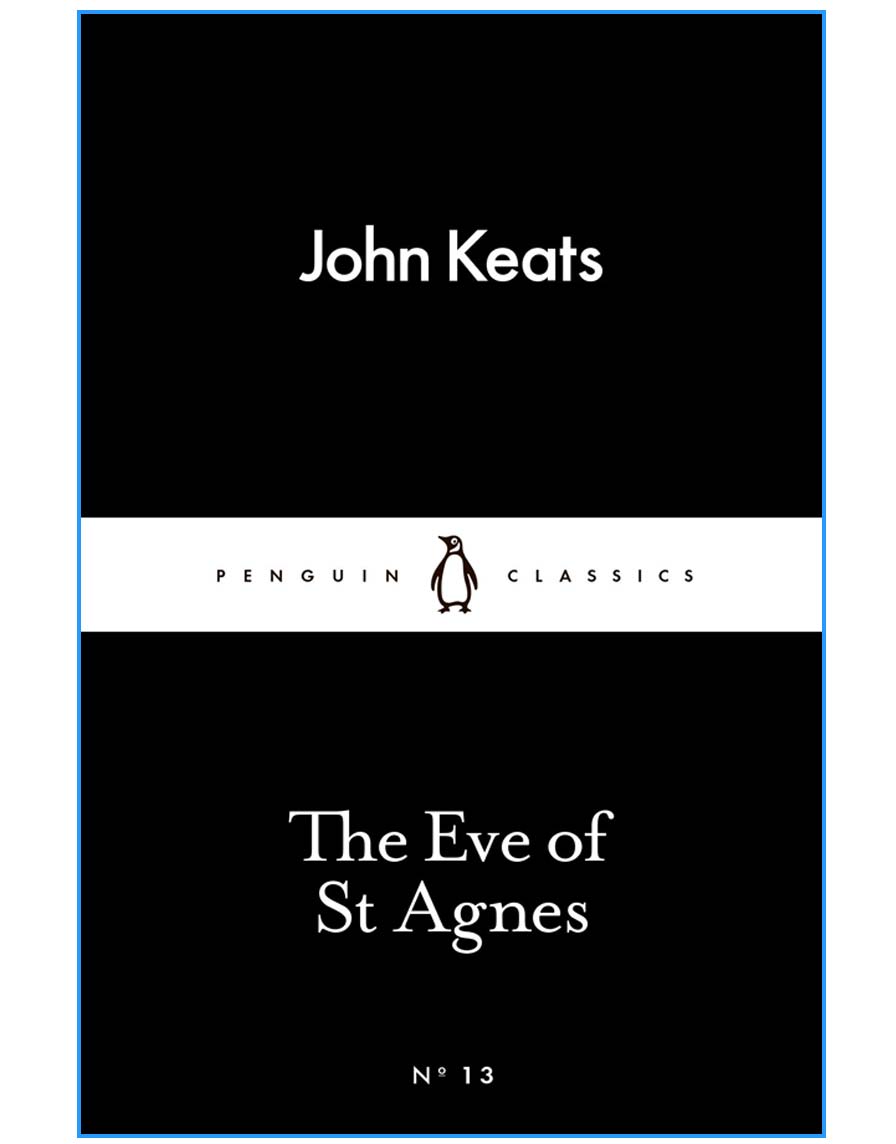 John Keats
PENGUIN CLASSICS
The Eve of
St Agnes
Nº 13